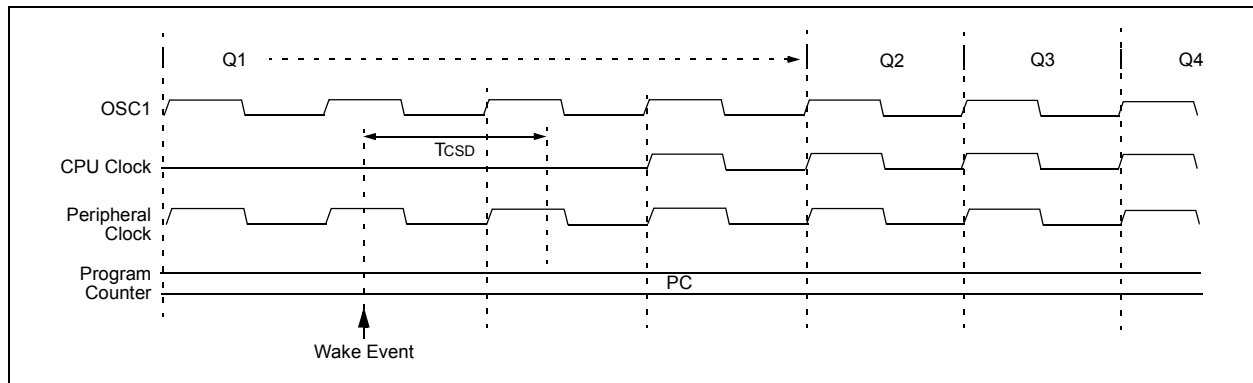 Q1 Q2 Q3 Q4
OSC1
TCSD
CPU Clock
Peripheral
Clock
Program
Counter
PC
Wake Event